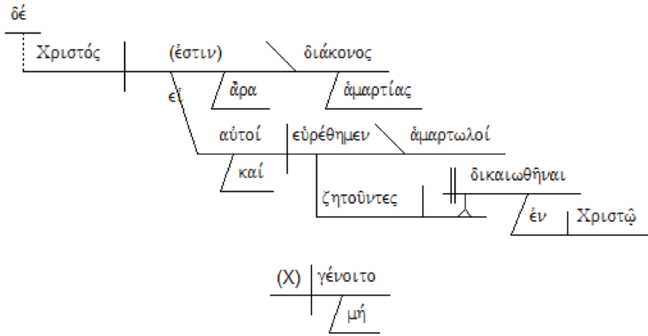 δέ
Χριστός (ἐστιν) διάκονος
εἰ ἆρα ἁμαρτίας
αὐτοί εὑρέθημεν ἁμαρτωλοί
καί δικαιωθῆναι
ζητοῦντες
ἐν Χριστῷ
(X) γένοιτο
μή